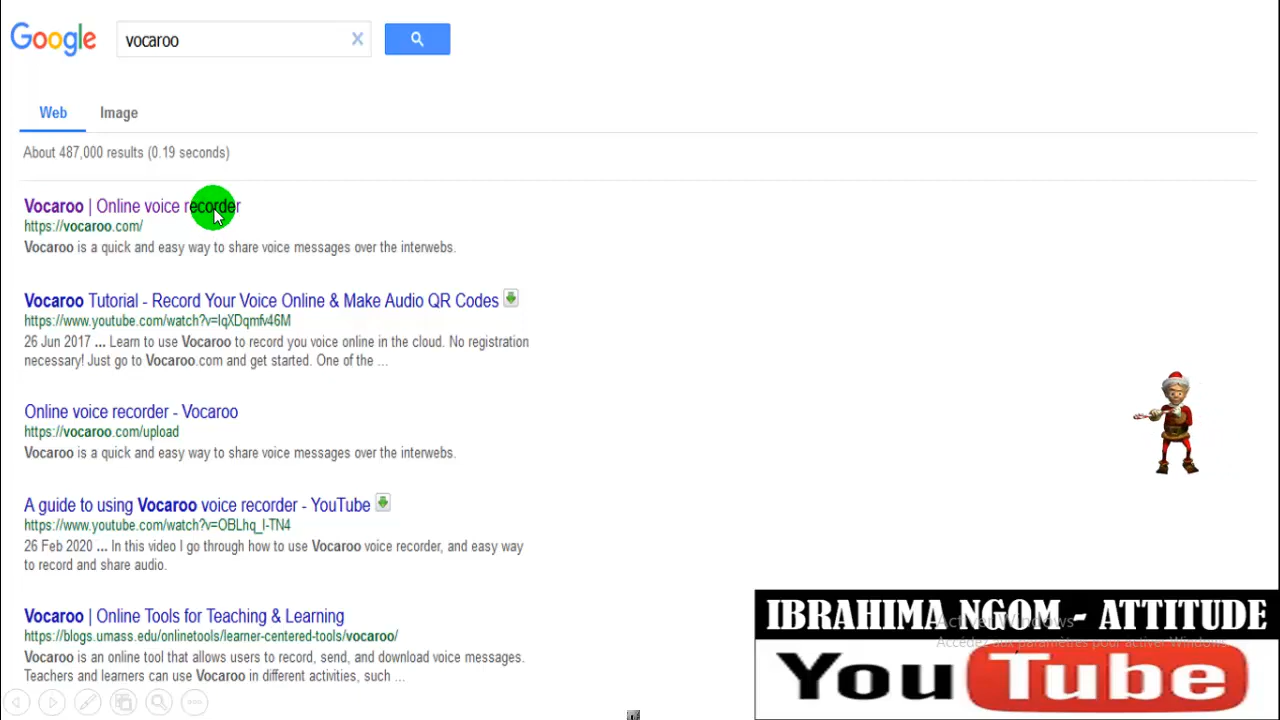 Google
vocaroo
Web Image
About 487,000 results (0.19 seconds)
Vocaroo | Online voice recorder
https://vocaroo.com/
Vocaroo is a quick and easy way to share voice messages over the interwebs.
Vocaroo Tutorial - Record Your Voice Online & Make Audio QR Codes
https://www.youtube.com/watch?v=IqXDqmfv46M
26 Jun 2017 ... Learn to use Vocaroo to record you voice online in the cloud. No registration
necessary! Just go to Vocaroo.com and get started. One of the ...
Online voice recorder - Vocaroo
https://vocaroo.com/upload
Vocaroo is a quick and easy way to share voice messages over the interwebs.
A guide to using Vocaroo voice recorder - YouTube
https://www.youtube.com/watch?v=OBLhq_I-TN4
26 Feb 2020 ... In this video I go through how to use Vocaroo voice recorder, and easy way
to record and share audio.
Vocaroo | Online Tools for Teaching & Learning
https://blogs.umass.edu/onlinetools/learner-centered-tools/vocaroo/
Vocaroo is an online tool that allows users to record, send, and download voice messages.
Teachers and learners can use Vocaroo in different activities, such ...
IBRAHIMA NGOM - ATTITUDE
Activer Windows
Accédez aux paramètres pour activer Windows.
YouTube